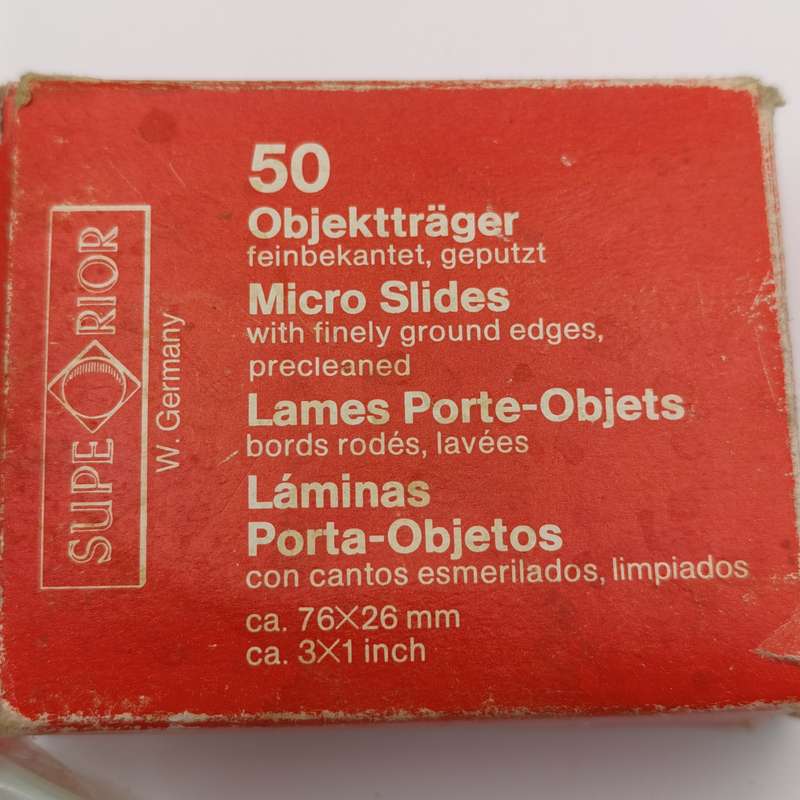 50
Objektträger
feinbekantet, geputzt
Micro Slides
with finely ground edges,
precleaned
Lames Porte-Objets
bords rodés, lavées
Láminas
Porta-Objetos
con cantos esmerilados, limpiados
ca. 76×26 mm
ca. 3×1 inch
SUPERIOR
W. Germany